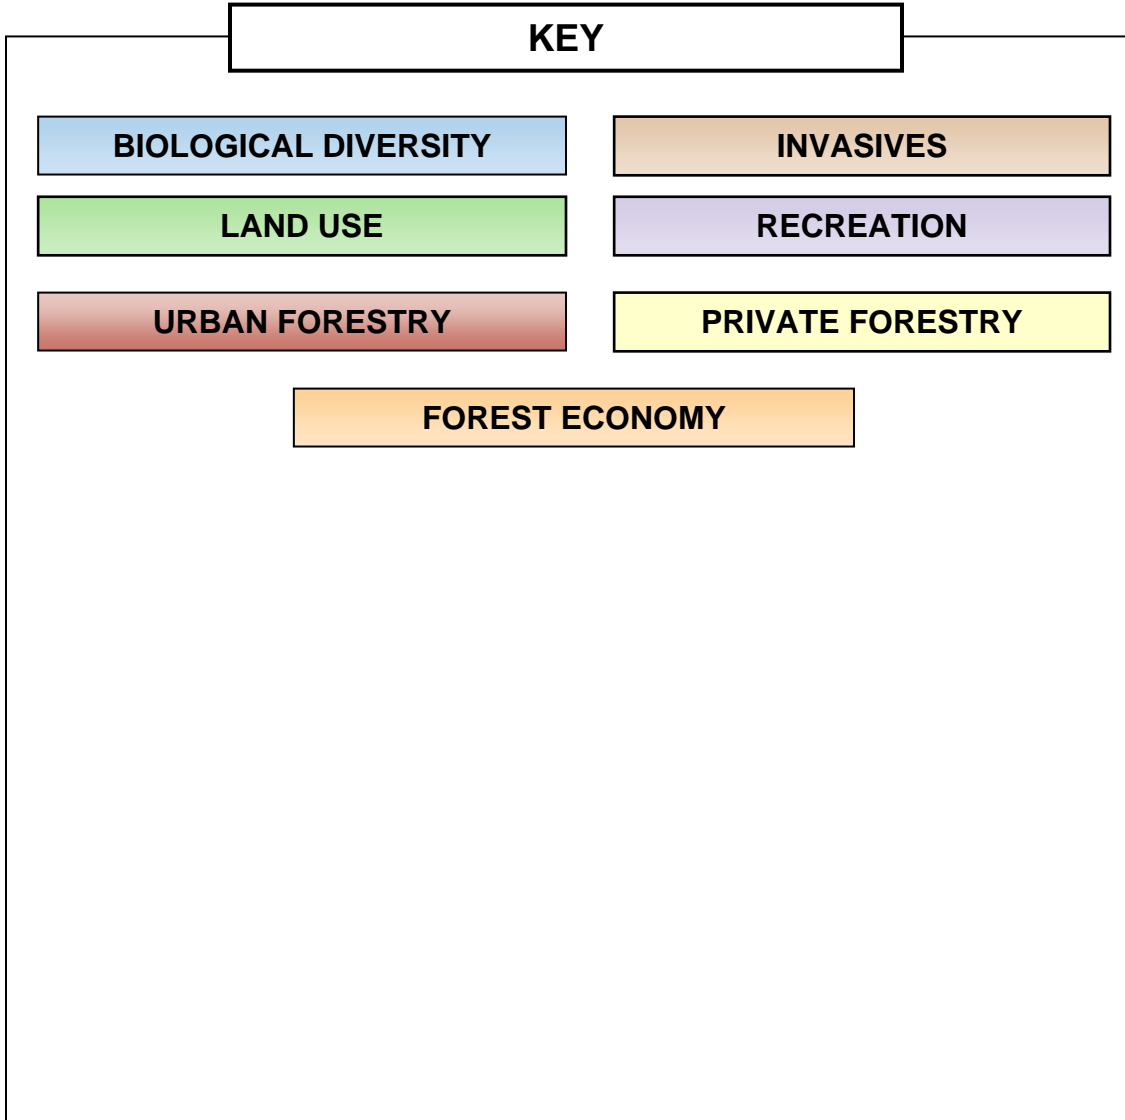 KEY
BIOLOGICAL DIVERSITY
INVASIVES
LAND USE
RECREATION
URBAN FORESTRY
PRIVATE FORESTRY
FOREST ECONOMY